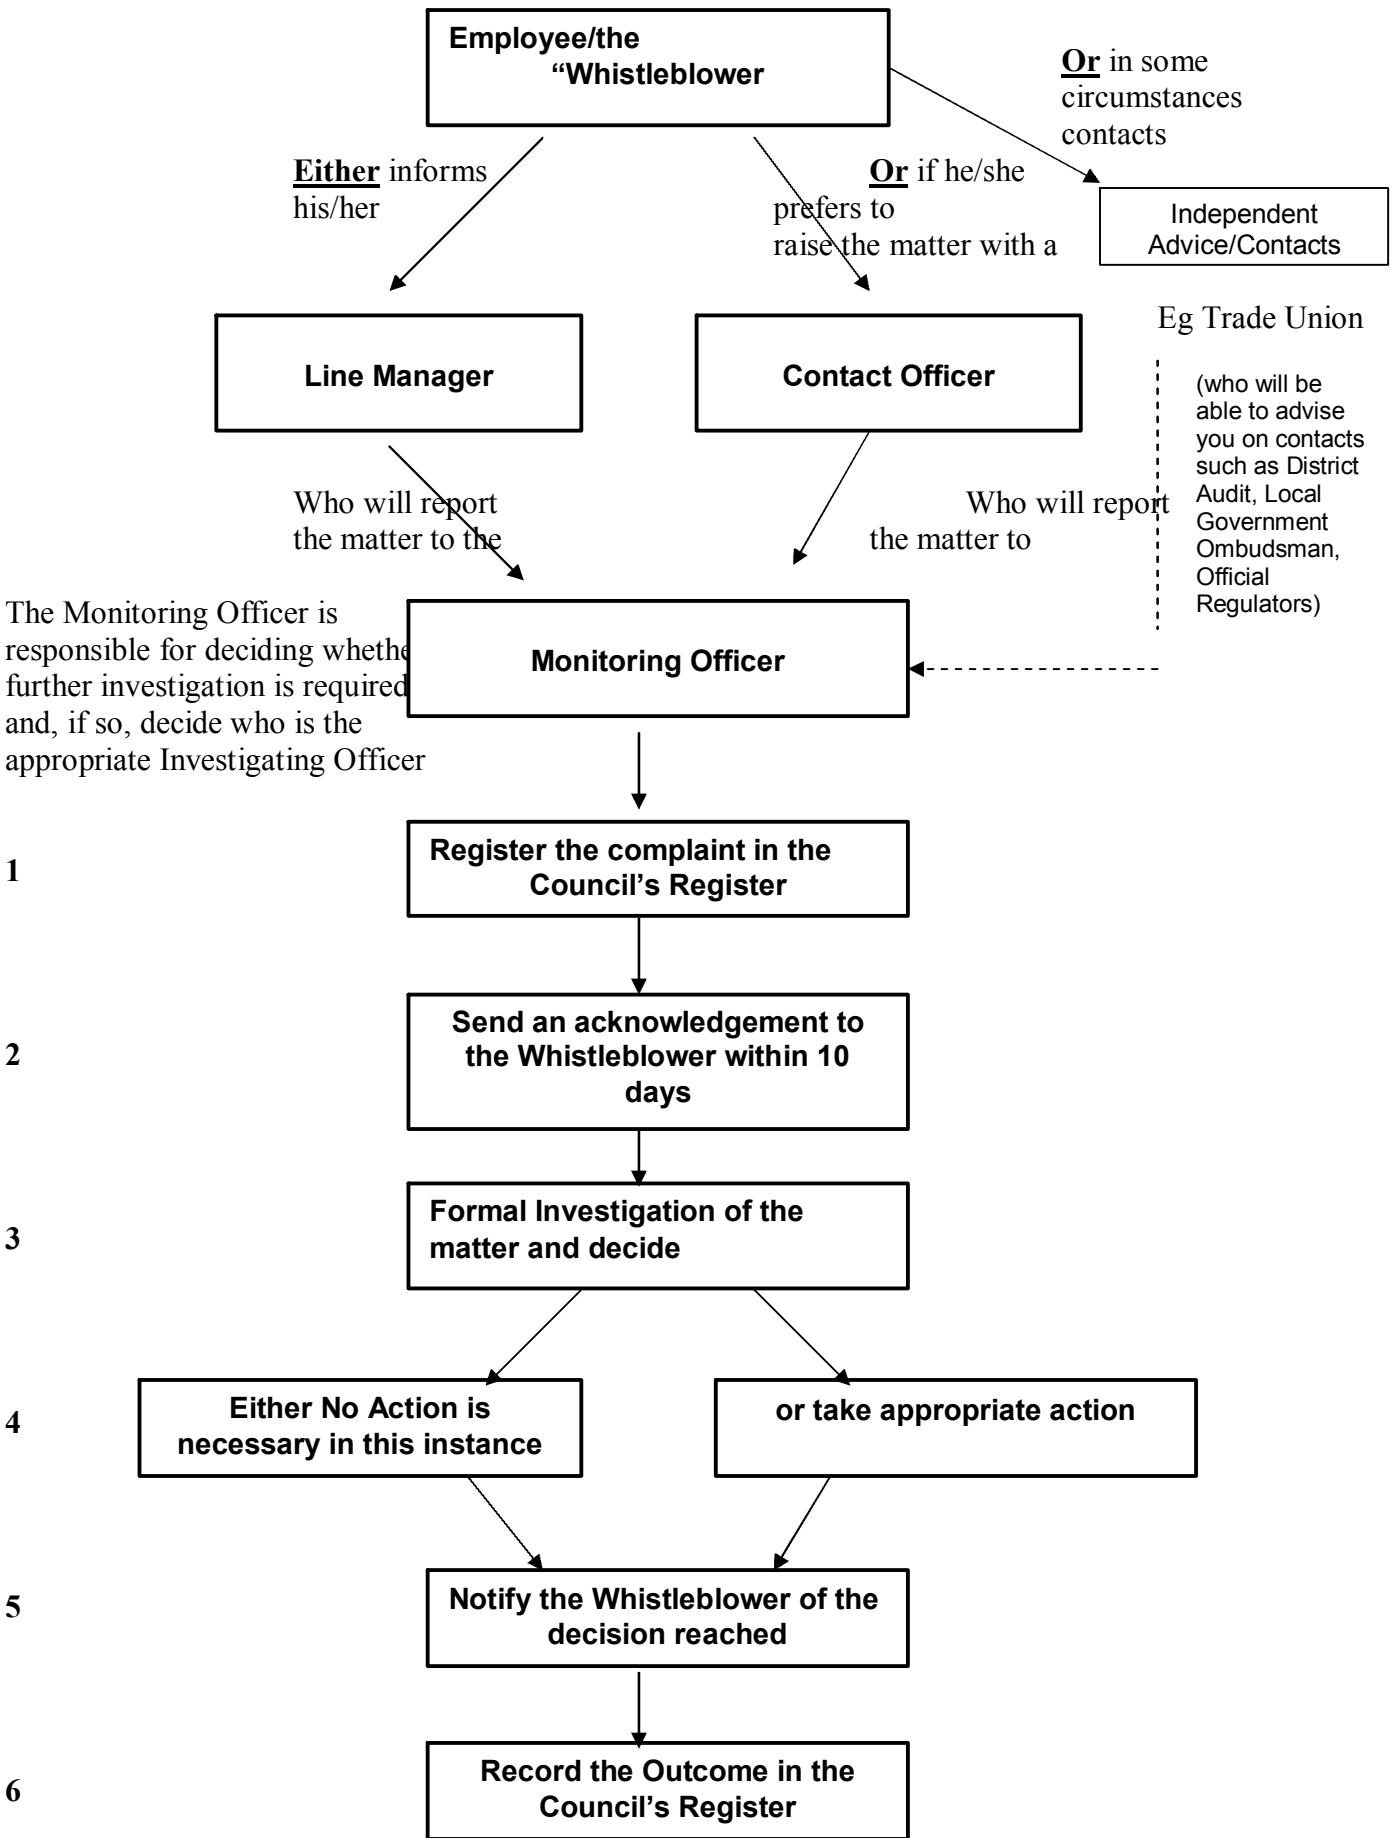 Employee/the
“Whistleblower
Or in some
circumstances
contacts
Either informs
his/her
Or if he/she
prefers to
raise the matter with a
Independent
Advice/Contacts
Eg Trade Union
Line Manager
Contact Officer
(who will be
able to advise
you on contacts
such as District
Audit, Local
Government
Ombudsman,
Official
Regulators)
Who will report
the matter to the
Who will report
the matter to
The Monitoring Officer is
responsible for deciding whethe
further investigation is required
and, if so, decide who is the
appropriate Investigating Officer
Monitoring Officer
1
Register the complaint in the
Council’s Register
2
Send an acknowledgement to
the Whistleblower within 10
days
3
Formal Investigation of the
matter and decide
4
Either No Action is
necessary in this instance
or take appropriate action
5
Notify the Whistleblower of the
decision reached
6
Record the Outcome in the
Council’s Register